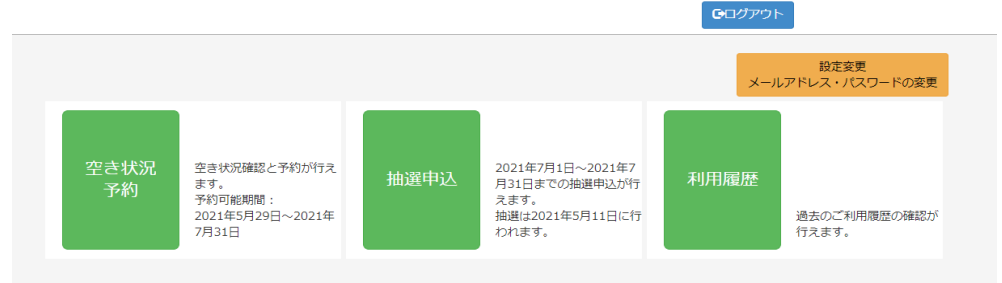 ログアウト
設定変更
メールアドレス・パスワードの変更
空き状況
予約
空き状況確認と予約が行え
ます。
予約可能期間：
2021年5月29日～2021年
7月31日
抽選申込
2021年7月1日～2021年7
月31日までの抽選申込が行
えます。
抽選は2021年5月11日に行
われます。
利用履歴
過去のご利用履歴の確認が
行えます。